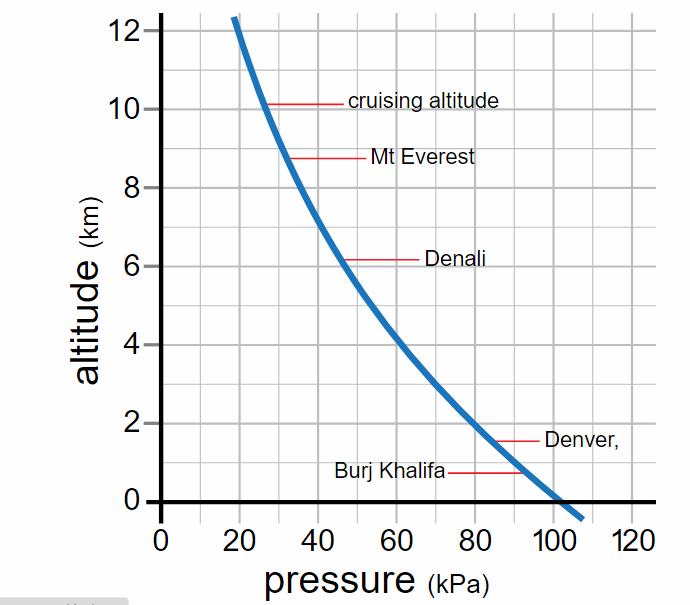 12
10
8
6
4
2
0
altitude (km)
cruising altitude
Mt Everest
Denali
Denver,
Burj Khalifa
0 20 40 60 80 100 120
pressure (kPa)